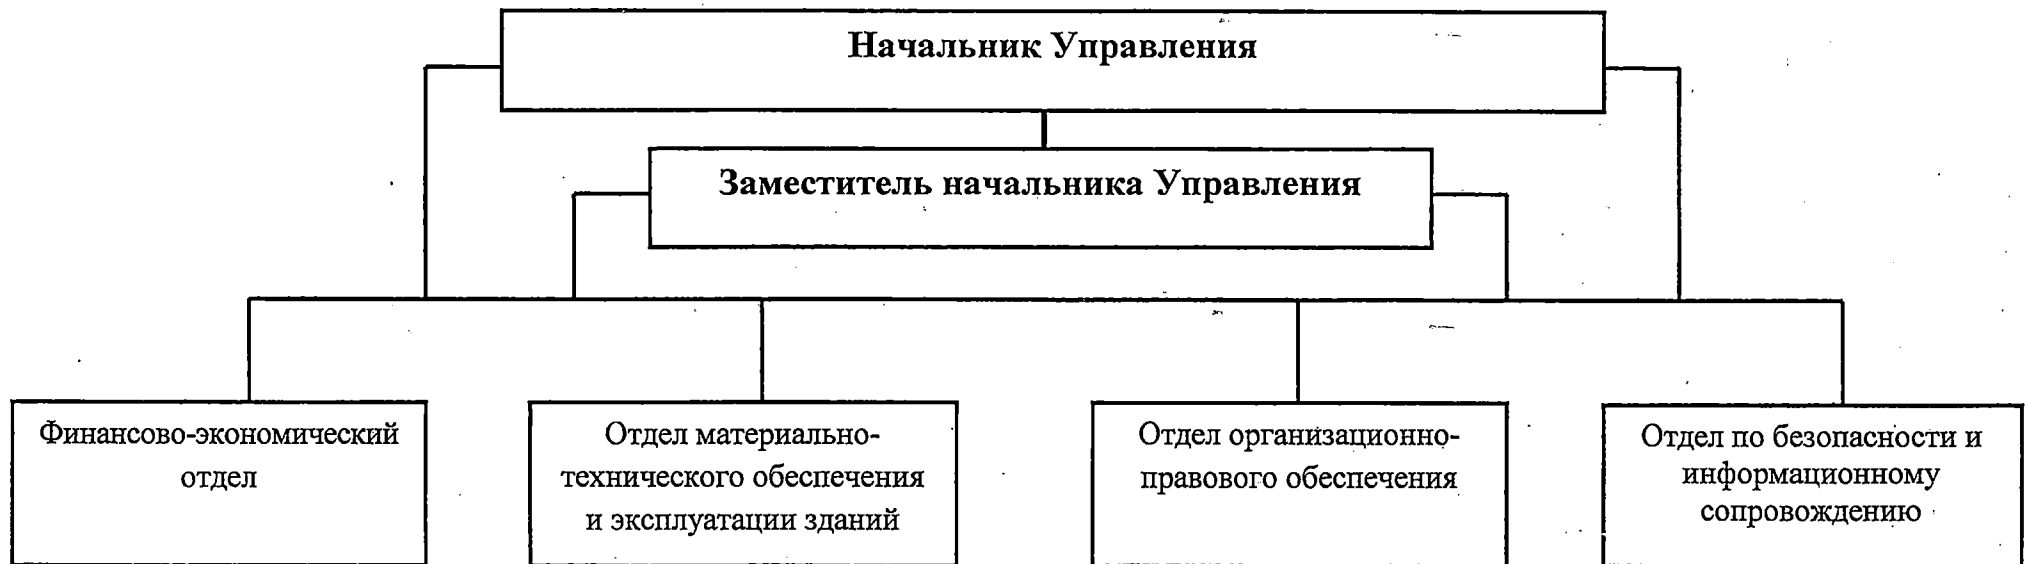 Начальник Управления
Заместитель начальника Управления
Финансово-экономический
отдел
Отдел материально-
технического обеспечения
и эксплуатации зданий
Отдел организационно-
правового обеспечения
Отдел по безопасности и
информационному
сопровождению